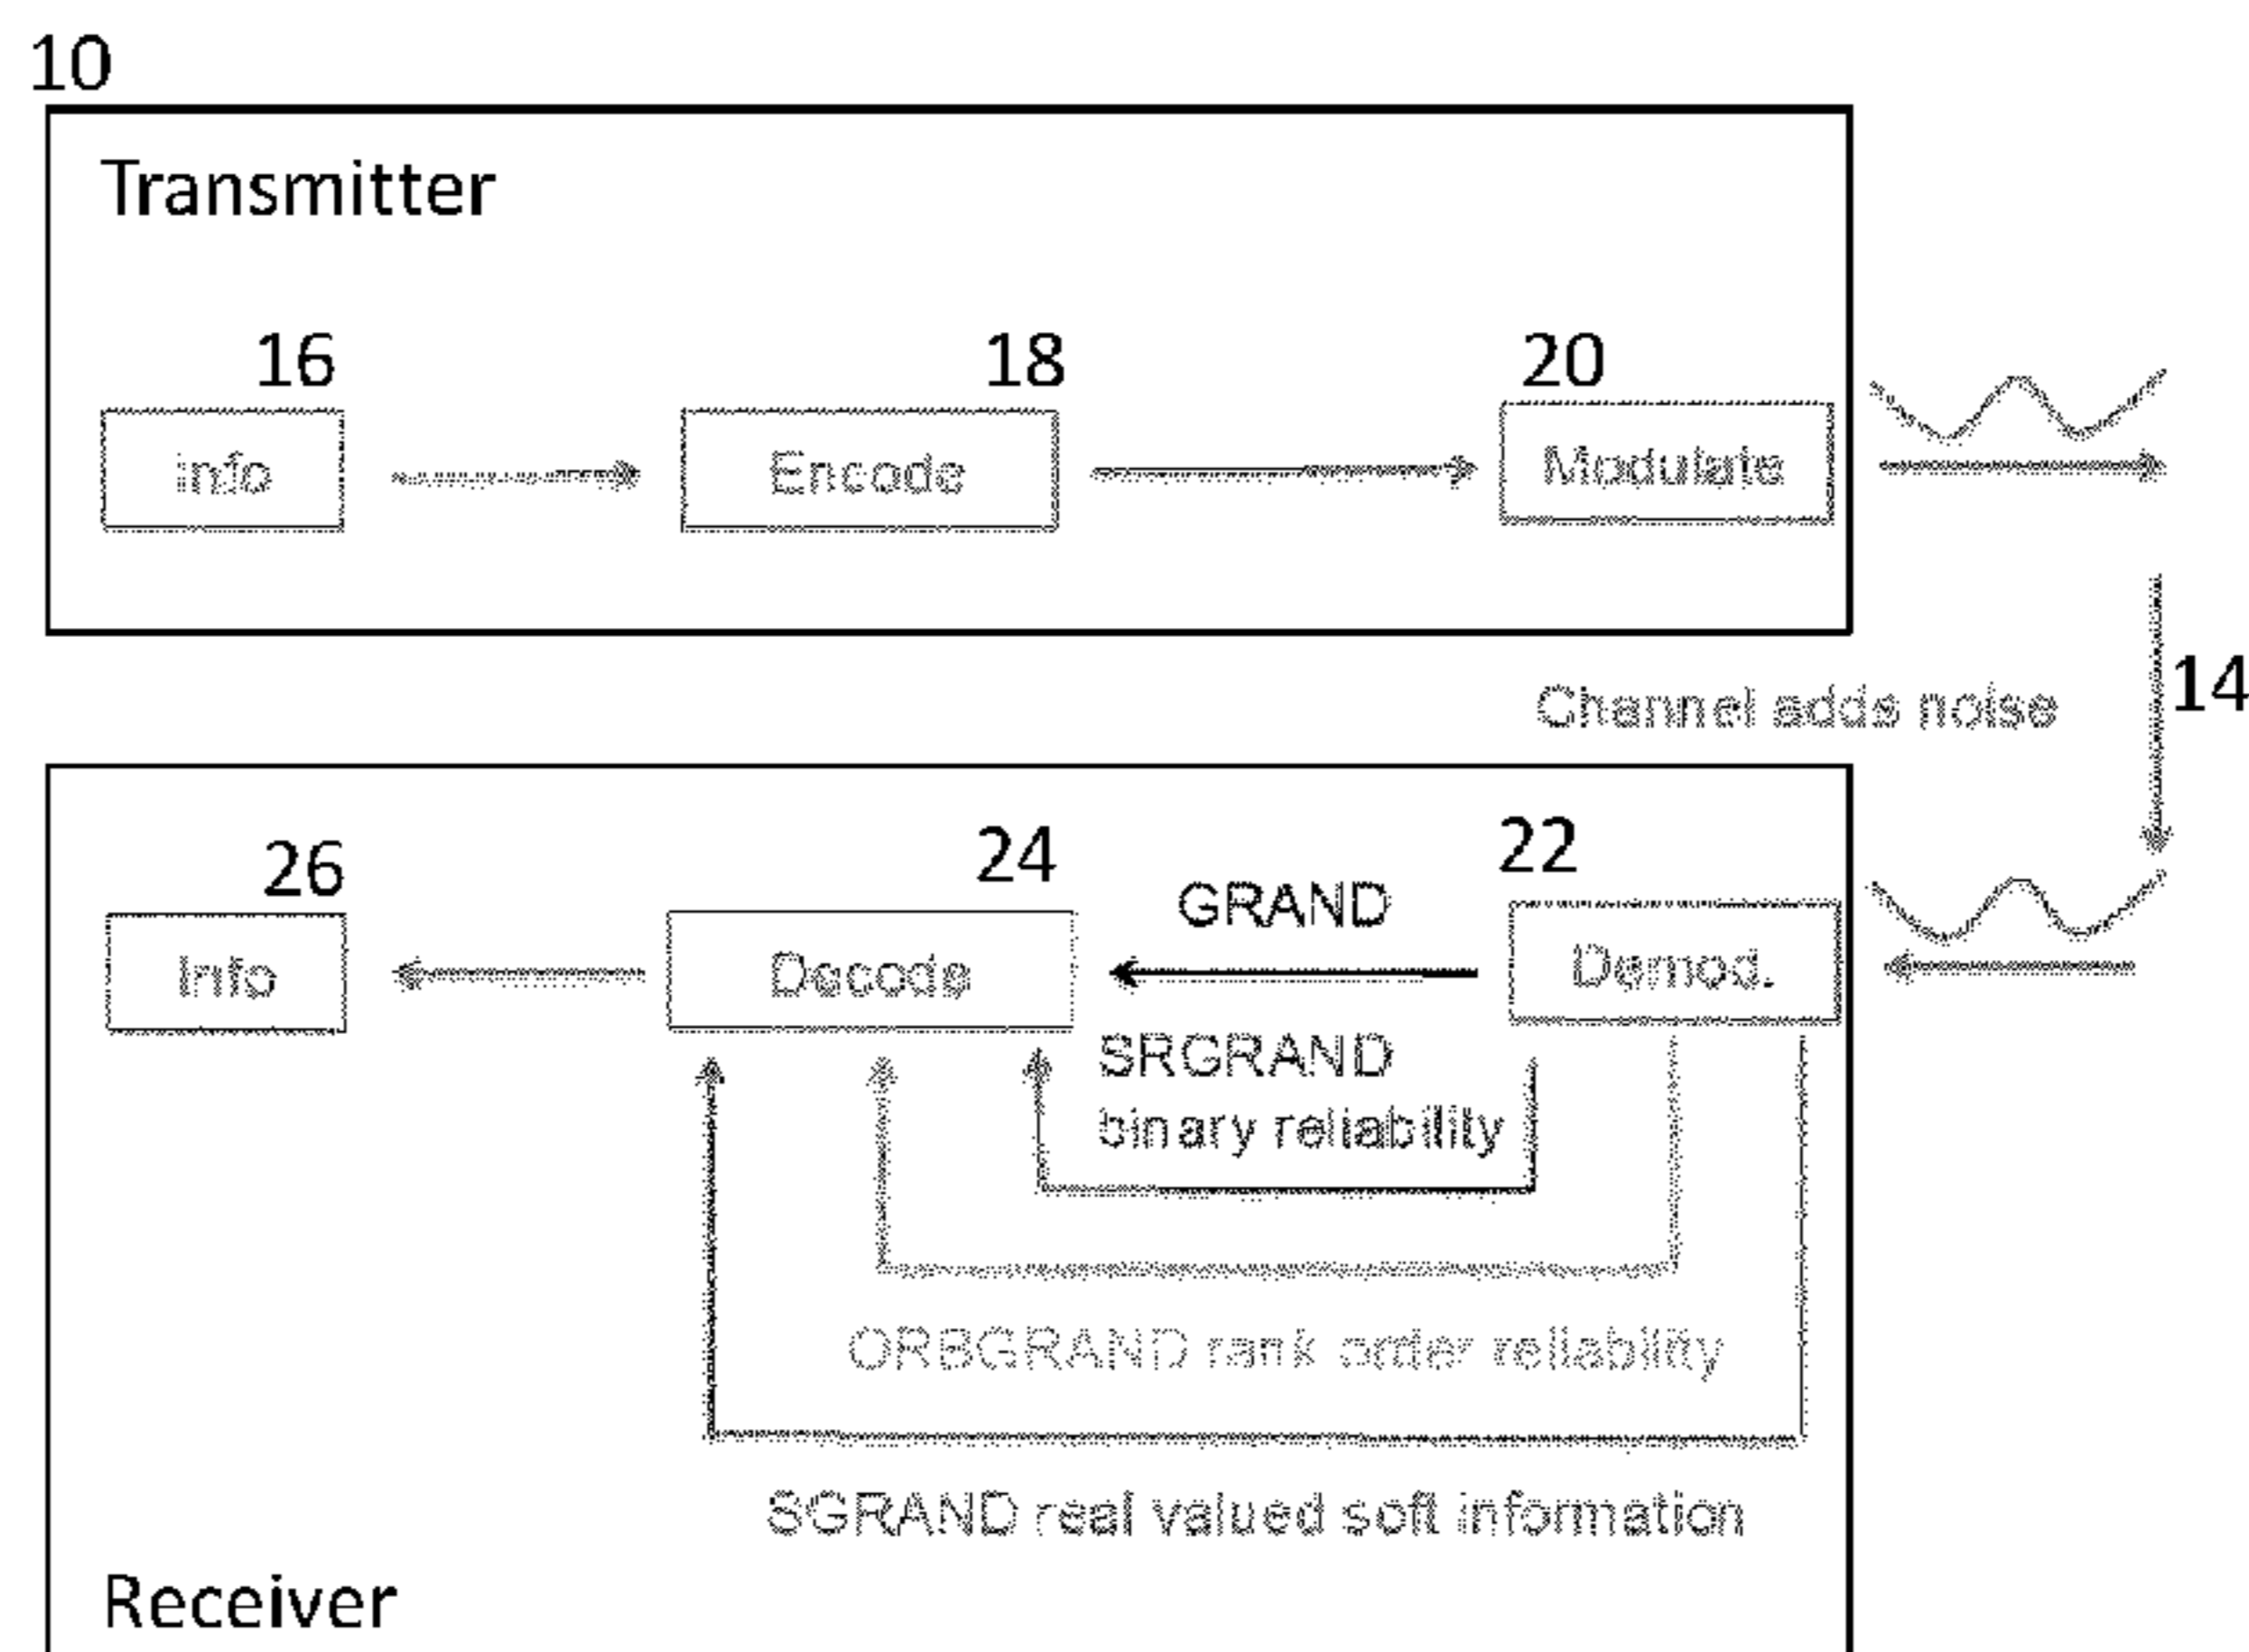 10
Transmitter
16
18
20
info
Encode
Modulate
Channel adds noise
14
26
24
22
GRAND
Info
Decode
Demod.
SRGRAND
binary reliability
ORBGRAND rank order reliability
SGRAND real valued soft information
Receiver